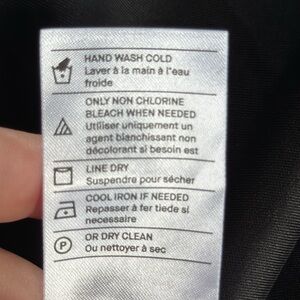 HAND WASH COLD
Laver à la main à l'eau
froide
ONLY NON CHLORINE
BLEACH WHEN NEEDED
Utiliser uniquement un
agent blanchissant non
décolorant si besoin est
LINE DRY
Suspendre pour sécher
COOL IRON IF NEEDED
Repasser à fer tiede si
necessaire
P
OR DRY CLEAN
Ou nettoyer à sec